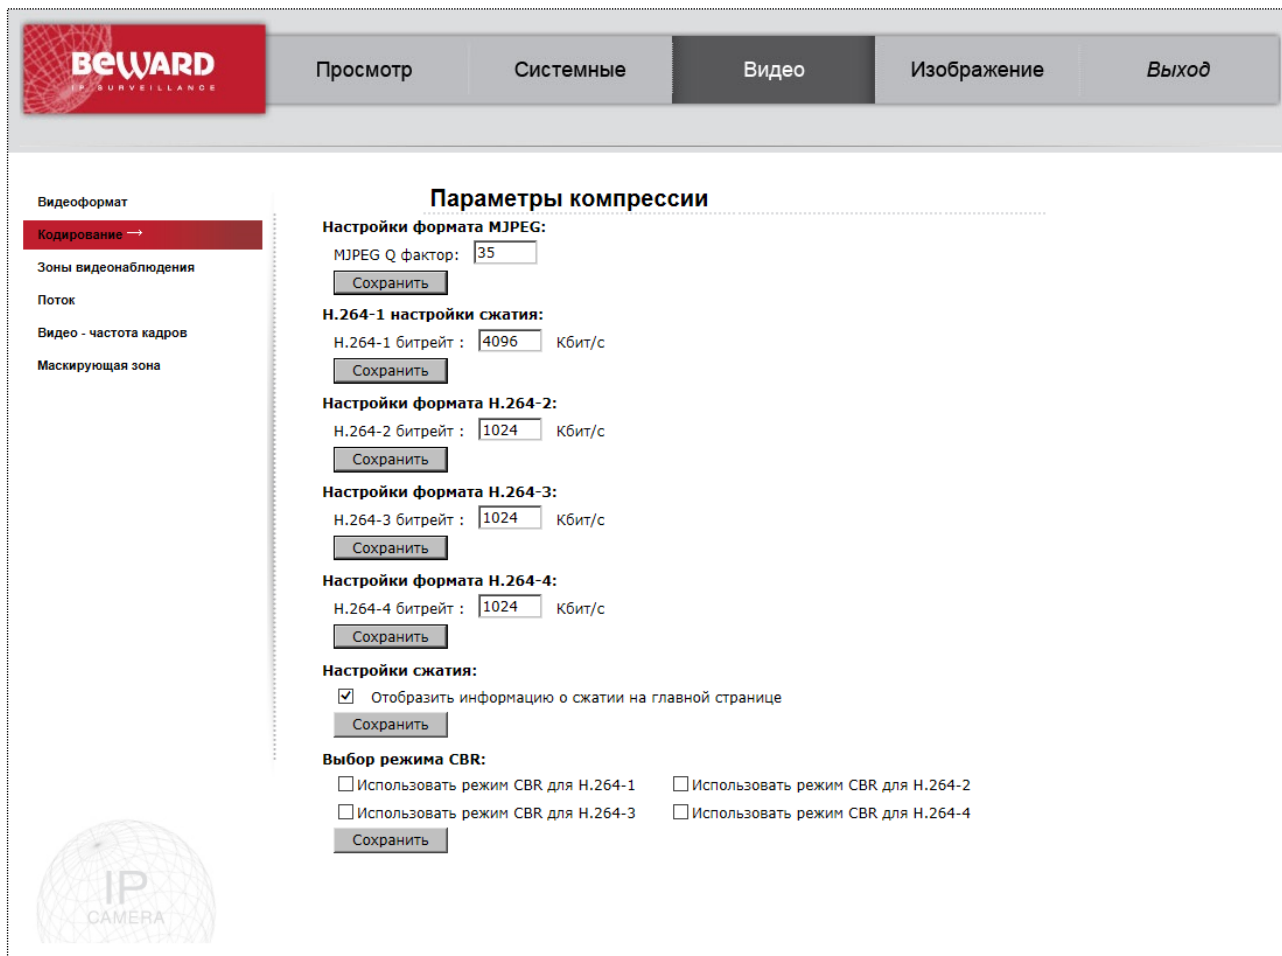 BEWARD
IP SURVEILLANCE
Просмотр
Системные
Видео
Изображение
Выход
Видеоформат
Кодирование →
Зоны видеонаблюдения
Поток
Видео - частота кадров
Маскирующая зона
Параметры компрессии
Настройки формата MJPEG:
MJPEG Q фактор: 35
Сохранить
H.264-1 настройки сжатия:
H.264-1 битрейт : 4096 Кбит/с
Сохранить
Настройки формата H.264-2:
H.264-2 битрейт : 1024 Кбит/с
Сохранить
Настройки формата H.264-3:
H.264-3 битрейт : 1024 Кбит/с
Сохранить
Настройки формата H.264-4:
H.264-4 битрейт : 1024 Кбит/с
Сохранить
Настройки сжатия:
Отобразить информацию о сжатии на главной странице
Сохранить
Выбор режима CBR:
Использовать режим CBR для H.264-1 Использовать режим CBR для H.264-2
Использовать режим CBR для H.264-3 Использовать режим CBR для H.264-4
Сохранить
IP
CAMERA